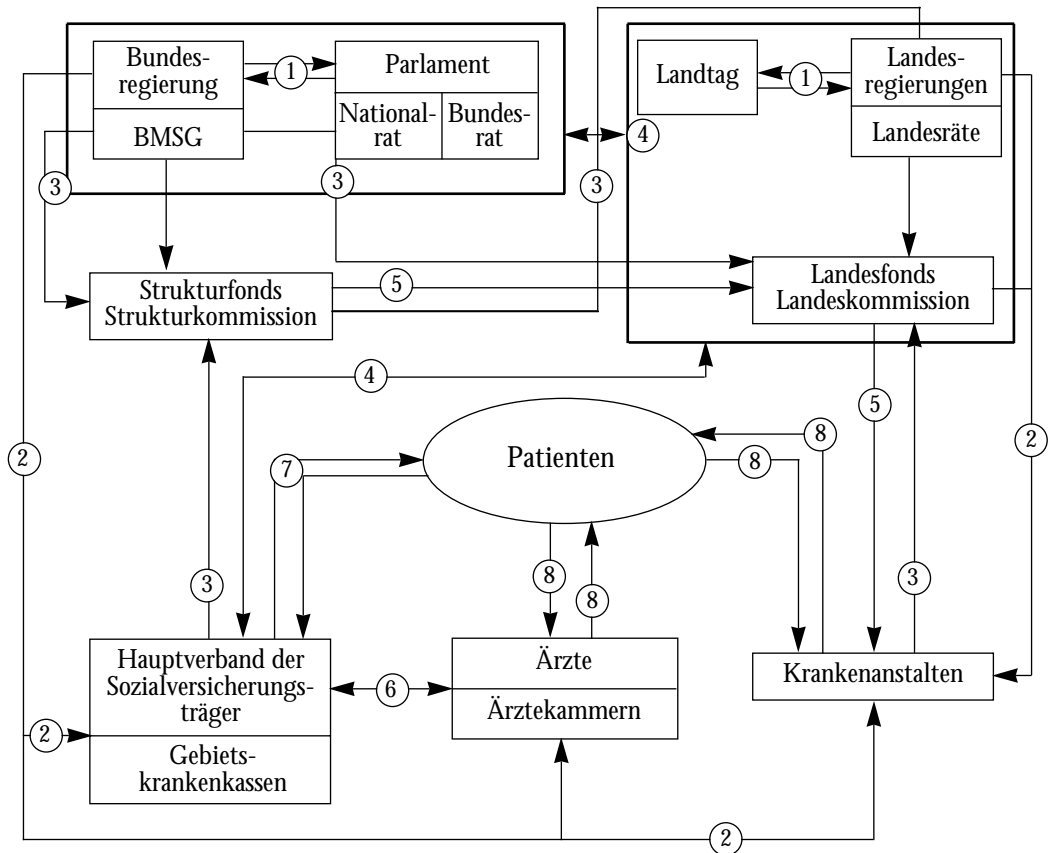 Bundes-
regierung
BMSG
1
Parlament
National-
rat
Bundes-
rat
4
Landtag
1
Landes-
regierungen
Landesräte
3
3
3
Strukturfonds
Strukturkommission
5
Landesfonds
Landeskommission
4
5
2
2
7
Patienten
8
8
3
8
8
3
Hauptverband der
Sozialversicherungs-
träger
Gebiets-
krankenkassen
2
6
Ärzte
Ärztekammern
Krankenanstalten
2